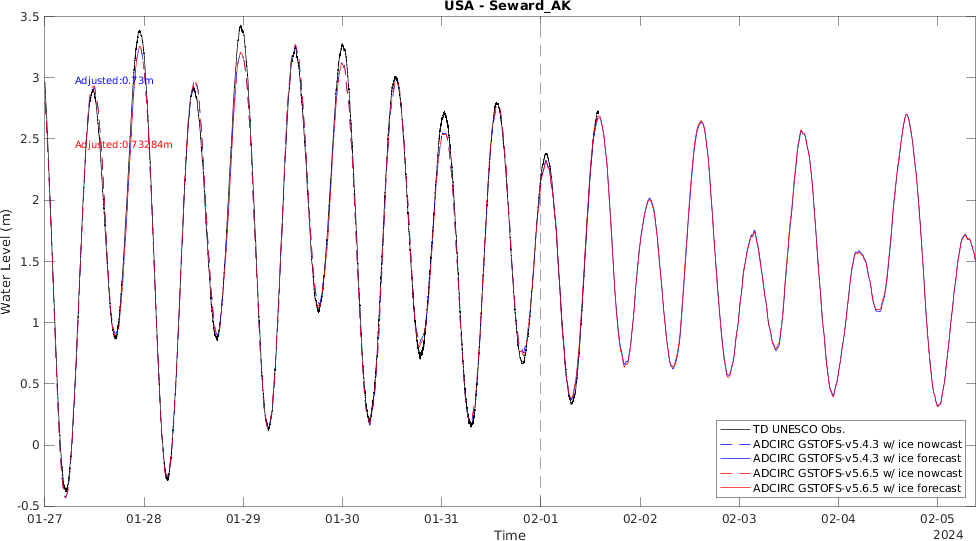 USA - Seward_AK
3.5
3
2.5
2
1.5
1
0.5
0
-0.5
Water Level (m)
Adjusted:0.73m
Adjusted:0.73284m
TD UNESCO Obs.
ADCIRC GSTOFS-v5.4.3 w/ ice nowcast
ADCIRC GSTOFS-v5.4.3 w/ ice forecast
ADCIRC GSTOFS-v5.6.5 w/ ice nowcast
ADCIRC GSTOFS-v5.6.5 w/ ice forecast
01-27 01-28 01-29 01-30 01-31 02-01 02-02 02-03 02-04 02-05
Time
2024